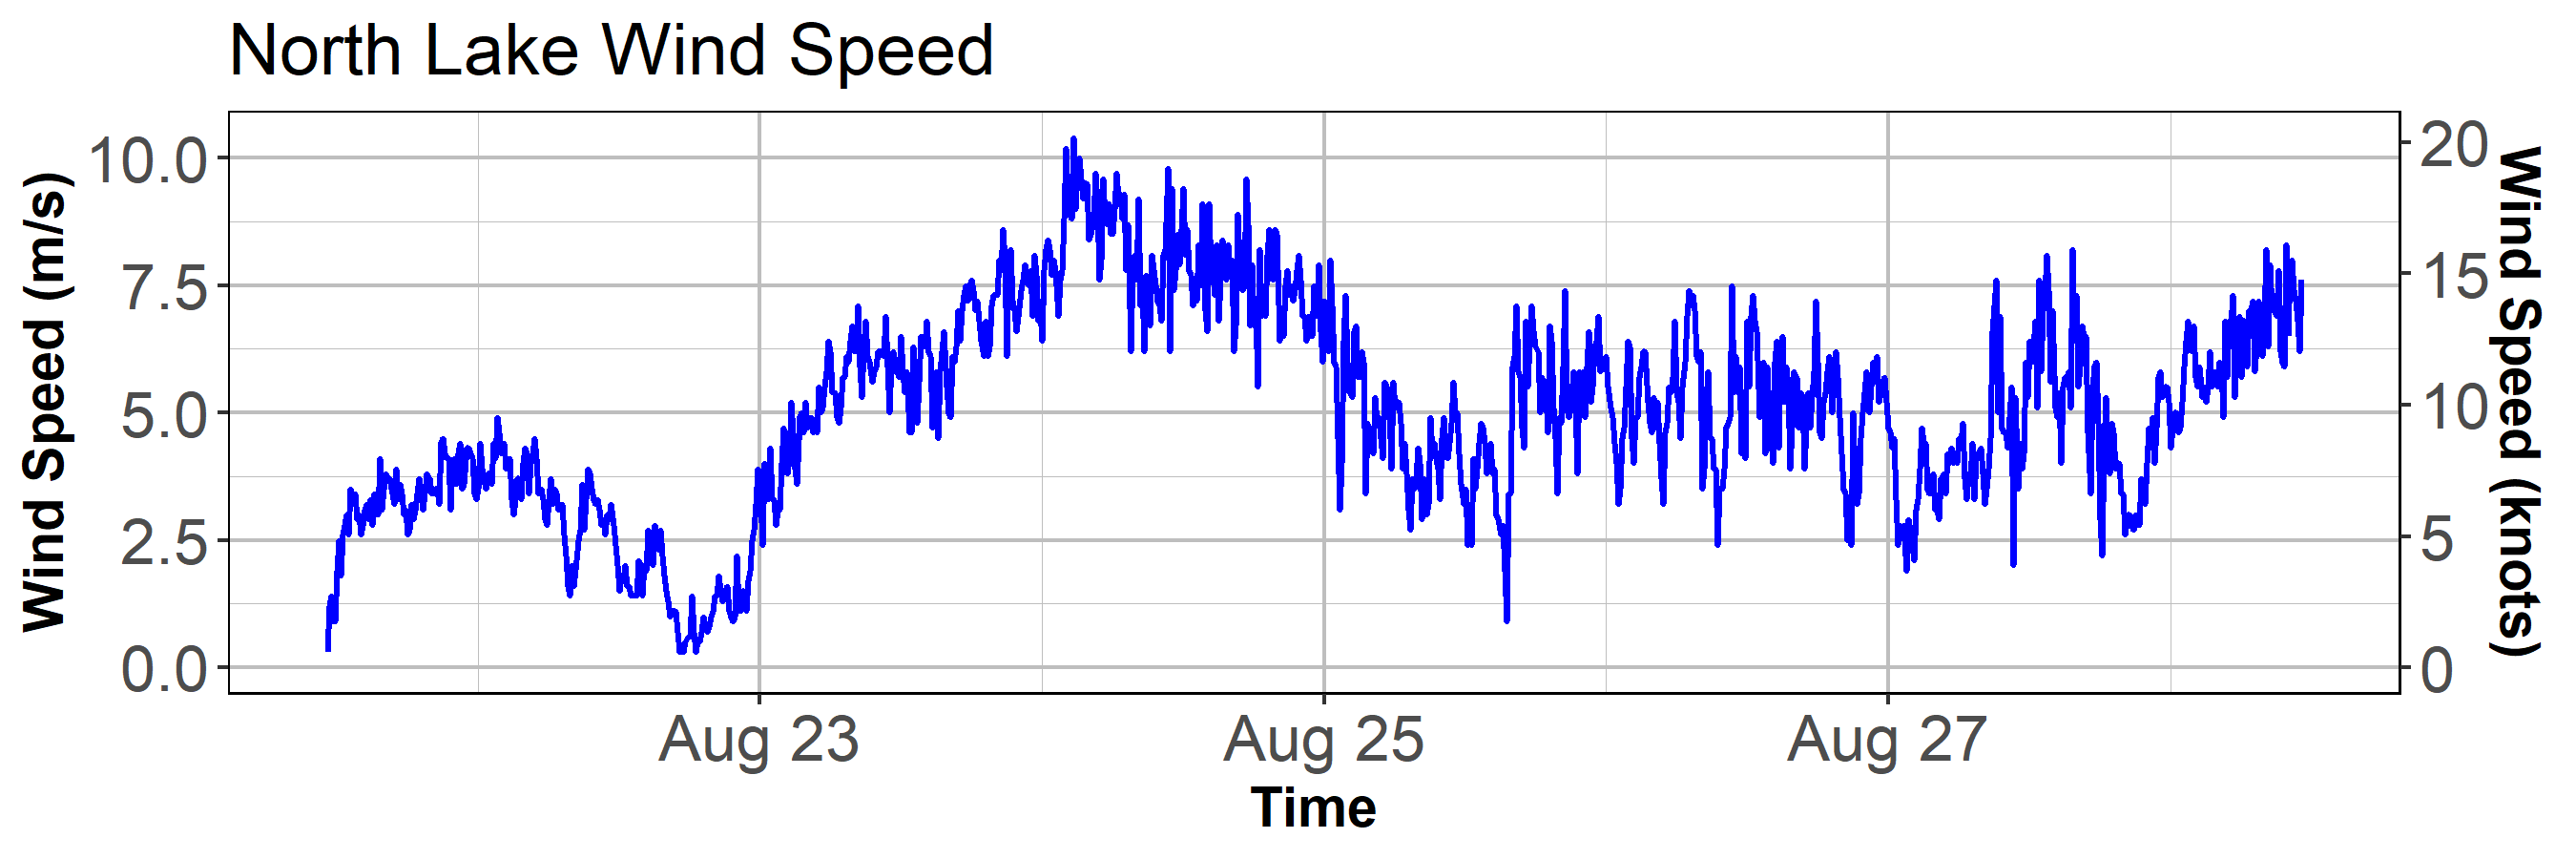 North Lake Wind Speed
Wind Speed (m/s)
10.0
7.5
5.0
2.5
0.0
20
15
10
5
0
Wind Speed (knots)
Aug 23
Aug 25
Aug 27
Time